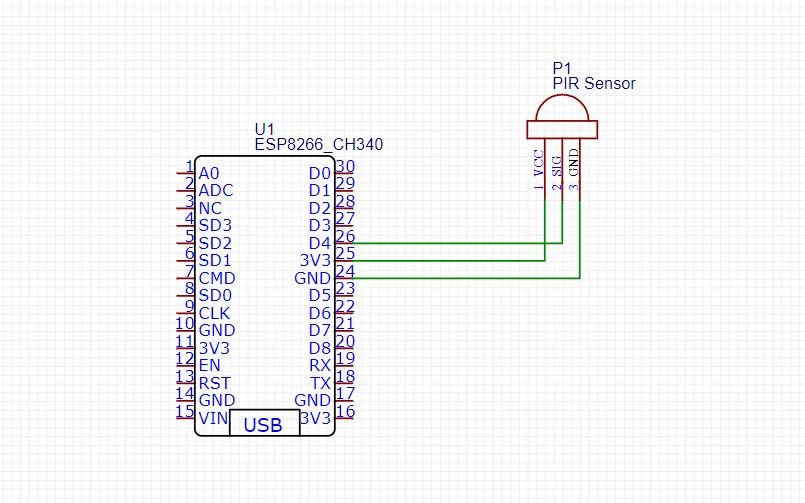 P1
PIR Sensor
1 VCC
2 SIG
3 GND
U1
ESP8266_CH340
1 A0 D0 30
2 ADC D1 29
3 NC D2 28
4 SD3 D3 27
5 SD2 D4 26
6 SD1 3V3 25
7 CMD GND 24
8 SD0 D5 23
9 CLK D6 22
10 GND D7 21
11 3V3 D8 20
12 EN RX 19
13 RST TX 18
14 GND GND 17
15 VIN USB 3V3 16